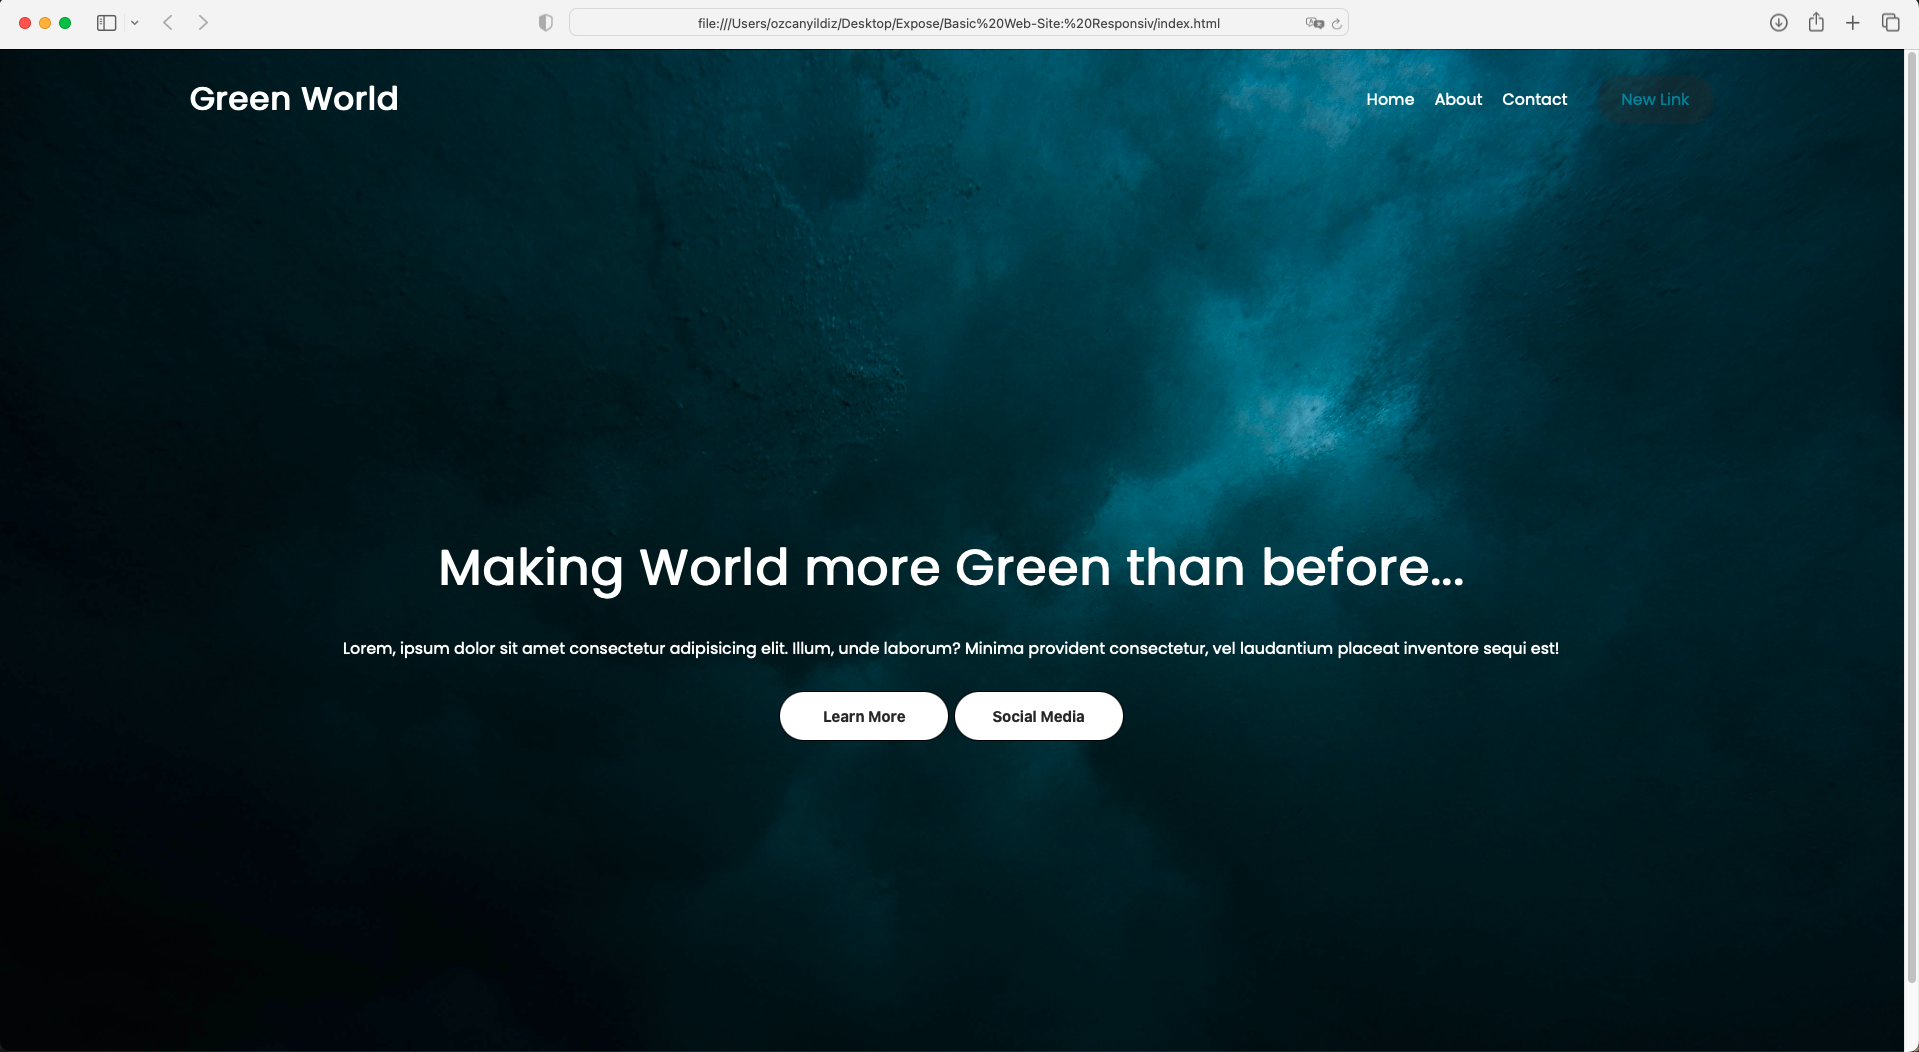 file:///Users/ozcanyildiz/Desktop/Expose/Basic%20Web-Site:%20Responsiv/index.html
Green World
Home About Contact New Link
Making World more Green than before...
Lorem, ipsum dolor sit amet consectetur adipisicing elit. Illum, unde laborum? Minima provident consectetur, vel laudantium placeat inventore sequi est!
Learn More Social Media